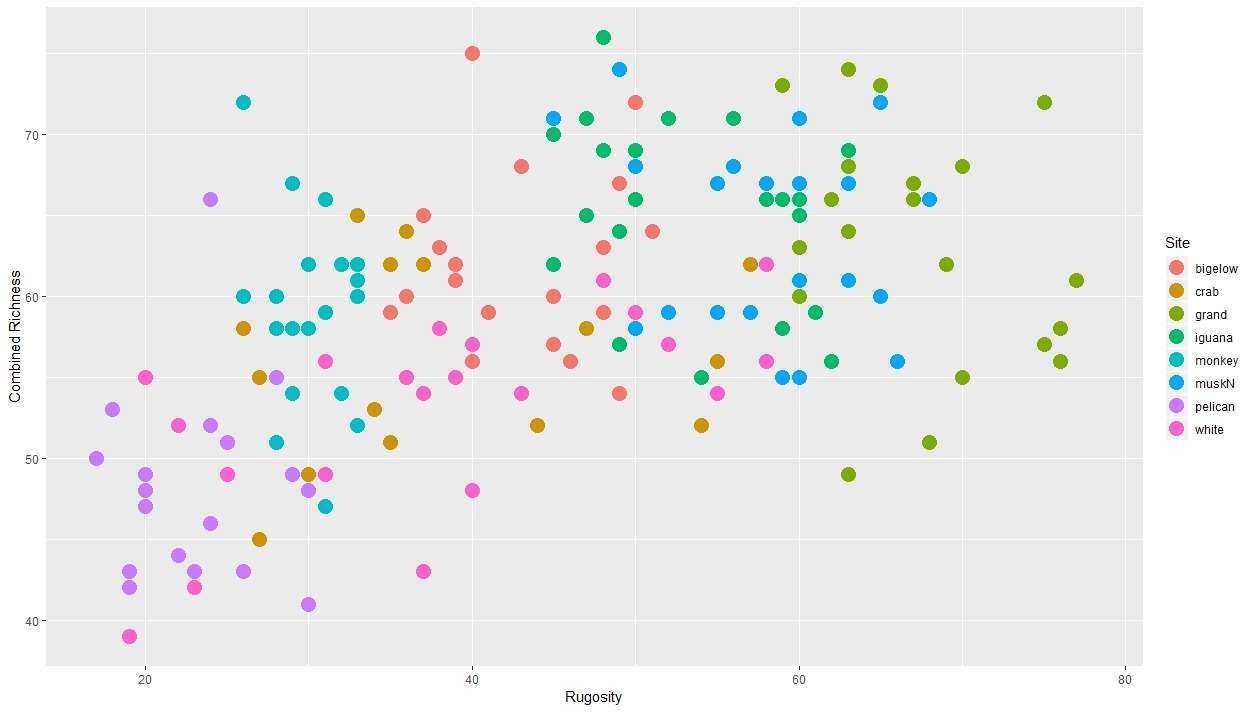 70
60
50
40
Combined Richness
20
40
60
80
Rugosity
Site
bigelow
crab
grand
iguana
monkey
muskN
pelican
white